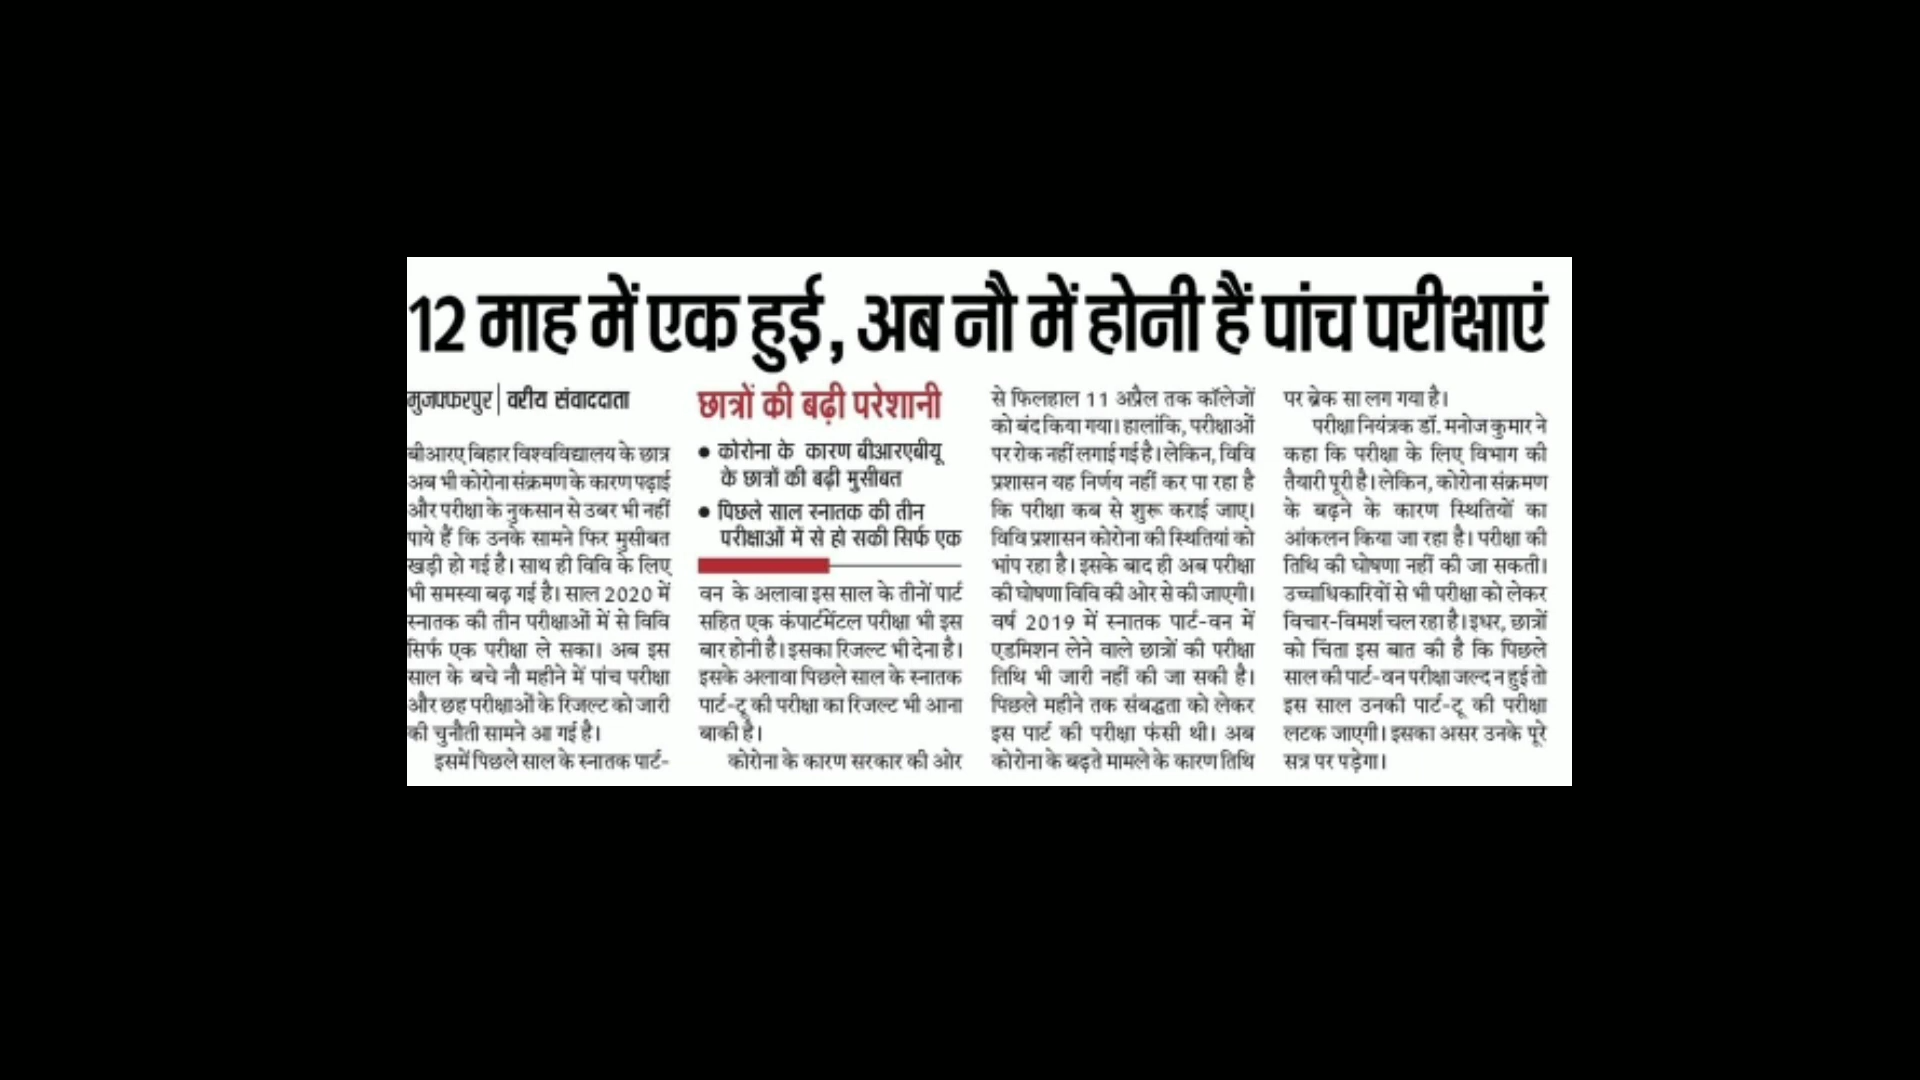 12 माह में एक हुई, अब नौ में होनी हैं पांच परीक्षाएं
मुजफ्फरपुर | वरीय संवाददाता
बीआरए बिहार विश्वविद्यालय के छात्र
अब भी कोरोना संक्रमण के कारण पढ़ाई
और परीक्षा के नुकसान से उबर भी नहीं
पाये हैं कि उनके सामने फिर मुसीबत
खड़ी हो गई है। साथ ही विवि के लिए
भी समस्या बढ़ गई है। साल 2020 में
स्नातक की तीन परीक्षाओं में से विवि
सिर्फ एक परीक्षा ले सका। अब इस
साल के बचे नौ महीने में पांच परीक्षा
और छह परीक्षाओं के रिजल्ट को जारी
की चुनौती सामने आ गई है।
इसमें पिछले साल के स्नातक पार्ट-
छात्रों की बढ़ी परेशानी
● कोरोना के कारण बीआरएबीयू
के छात्रों की बढ़ी मुसीबत
● पिछले साल स्नातक की तीन
परीक्षाओं में से हो सकी सिर्फ एक
वन के अलावा इस साल के तीनों पार्ट
सहित एक कंपार्टमेंटल परीक्षा भी इस
बार होनी है। इसका रिजल्ट भी देना है।
इसके अलावा पिछले साल के स्नातक
पार्ट-टू की परीक्षा का रिजल्ट भी आना
बाकी है।
कोरोना के कारण सरकार की ओर
से फिलहाल 11 अप्रैल तक कॉलेजों
को बंद किया गया। हालांकि, परीक्षाओं
पर रोक नहीं लगाई गई है। लेकिन, विवि
प्रशासन यह निर्णय नहीं कर पा रहा है
कि परीक्षा कब से शुरू कराई जाए।
विवि प्रशासन कोरोना की स्थितियां को
भांप रहा है। इसके बाद ही अब परीक्षा
की घोषणा विवि की ओर से की जाएगी।
वर्ष 2019 में स्नातक पार्ट-वन में
एडमिशन लेने वाले छात्रों की परीक्षा
तिथि भी जारी नहीं की जा सकी है।
पिछले महीने तक संबद्धता को लेकर
इस पार्ट की परीक्षा फंसी थी। अब
कोरोना के बढ़ते मामले के कारण तिथि
पर ब्रेक सा लग गया है।
परीक्षा नियंत्रक डॉ. मनोज कुमार ने
कहा कि परीक्षा के लिए विभाग की
तैयारी पूरी है। लेकिन, कोरोना संक्रमण
के बढ़ने के कारण स्थितियों का
आंकलन किया जा रहा है। परीक्षा की
तिथि की घोषणा नहीं की जा सकती।
उच्चाधिकारियों से भी परीक्षा को लेकर
विचार-विमर्श चल रहा है। इधर, छात्रों
को चिंता इस बात की है कि पिछले
साल की पार्ट-वन परीक्षा जल्द न हुई तो
इस साल उनकी पार्ट-टू की परीक्षा
लटक जाएगी। इसका असर उनके पूरे
सत्र पर पड़ेगा।